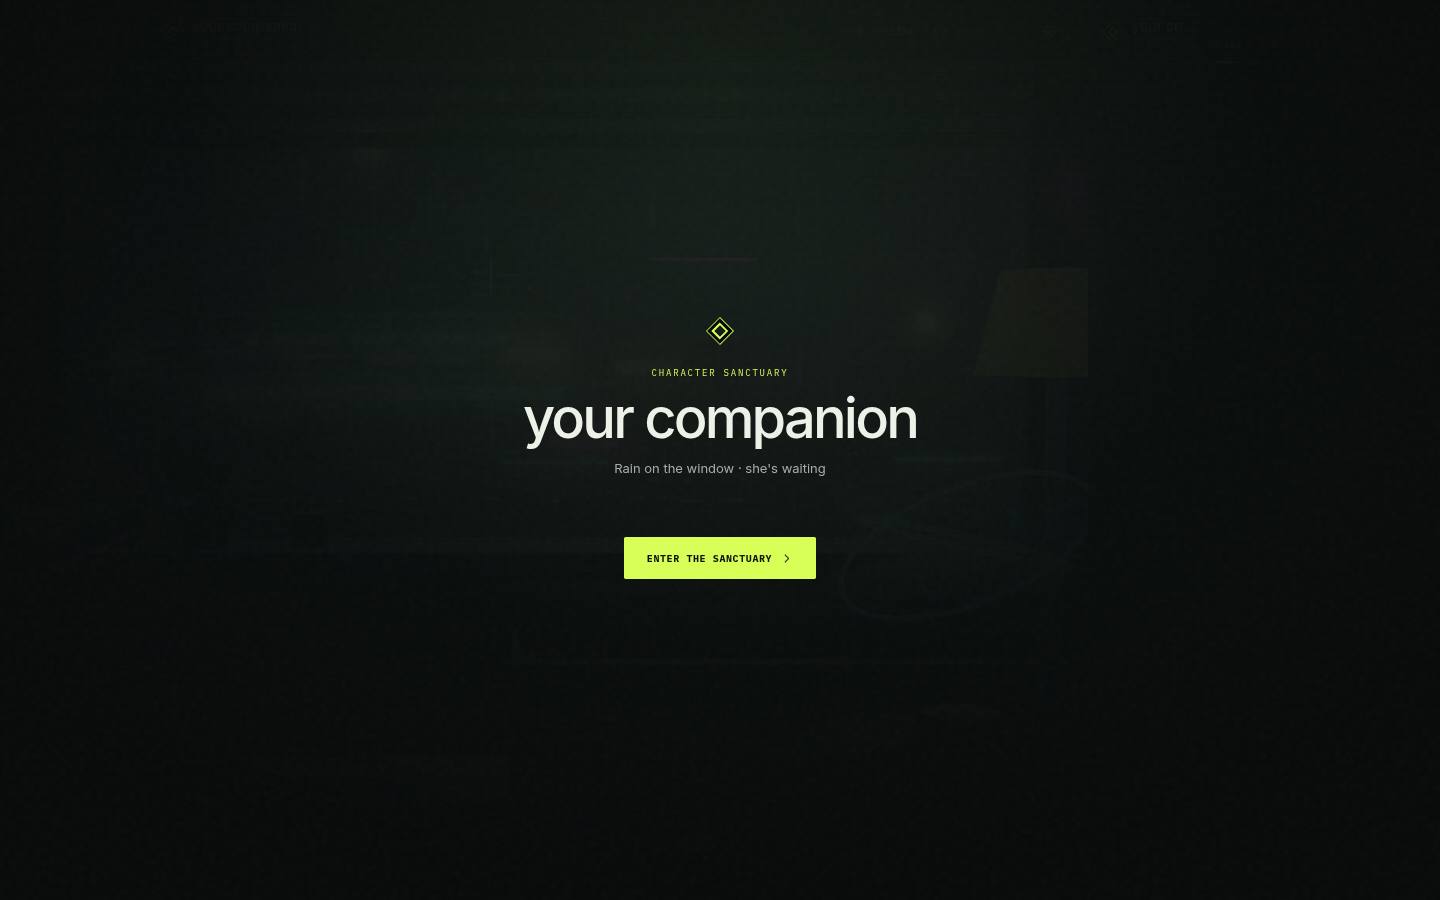 CHARACTER SANCTUARY
your companion
Rain on the window · she's waiting
ENTER THE SANCTUARY